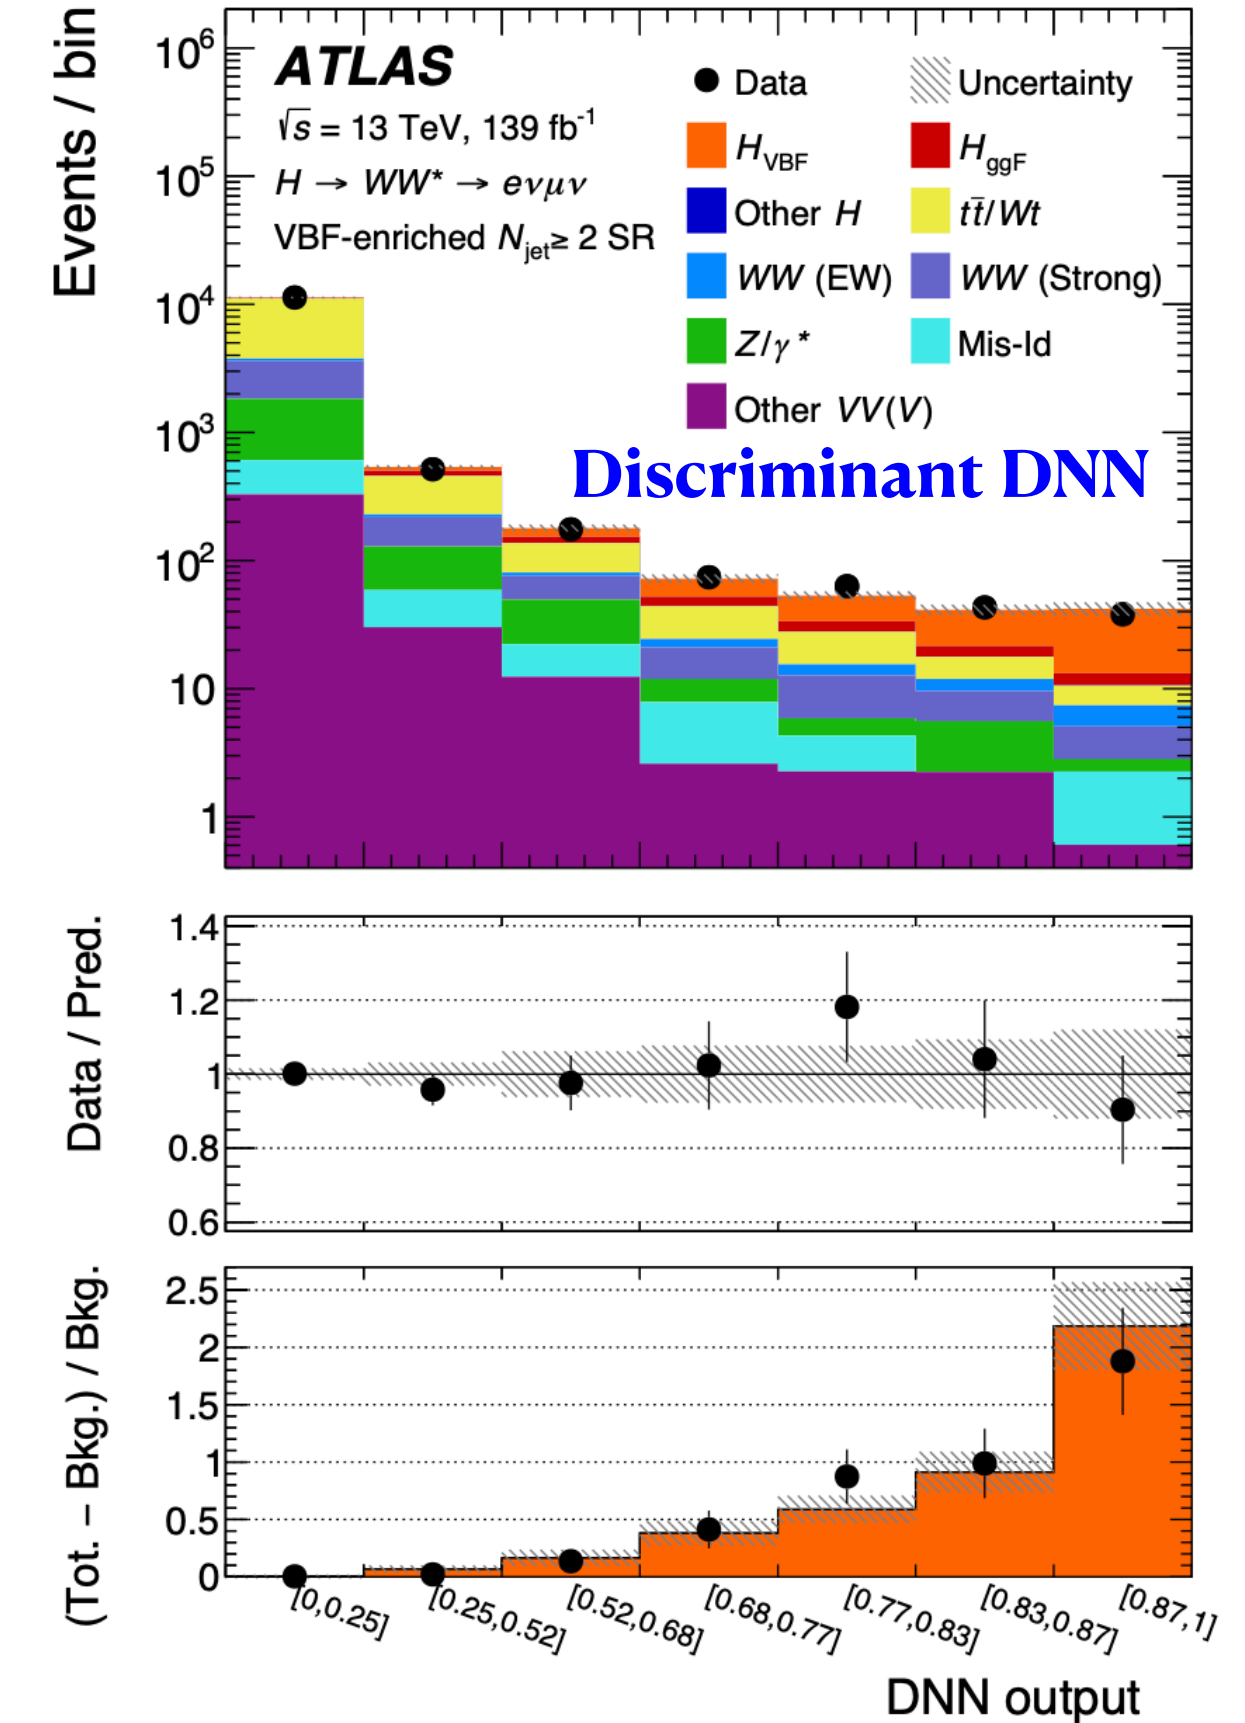 Events / bin
10⁶
10⁵
10⁴
10³
10²
10
1
ATLAS
√s = 13 TeV, 139 fb⁻¹
H → WW* → eνμν
VBF-enriched N_jet ≥ 2 SR
Data
Uncertainty
H_VBF
H_ggF
Other H
tt̄/Wt
WW (EW)
WW (Strong)
Z/γ*
Mis-Id
Other VV(V)
Discriminant DNN
Data / Pred.
1.4
1.2
1
0.8
0.6
(Tot. – Bkg.) / Bkg.
2.5
2
1.5
1
0.5
0
[0,0.25]
[0.25,0.52]
[0.52,0.68]
[0.68,0.77]
[0.77,0.83]
[0.83,0.87]
[0.87,1]
DNN output